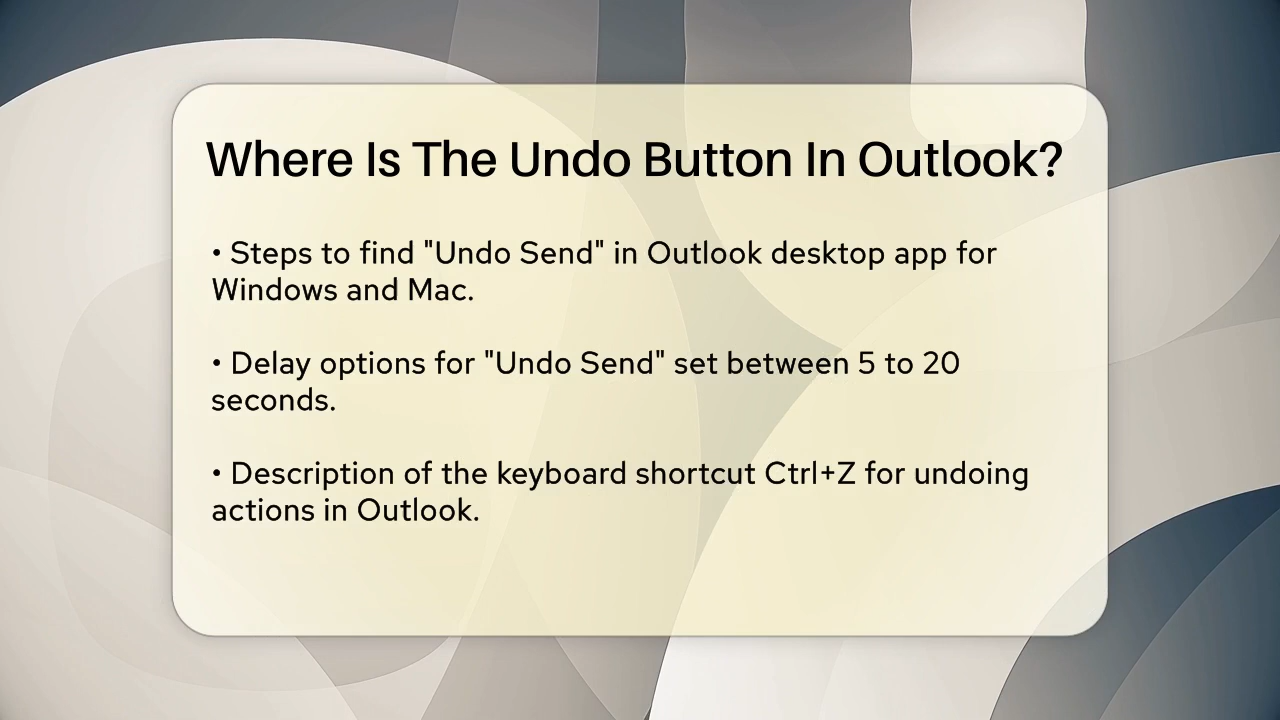 Where Is The Undo Button In Outlook?
• Steps to find "Undo Send" in Outlook desktop app for
Windows and Mac.
• Delay options for "Undo Send" set between 5 to 20
seconds.
• Description of the keyboard shortcut Ctrl+Z for undoing
actions in Outlook.